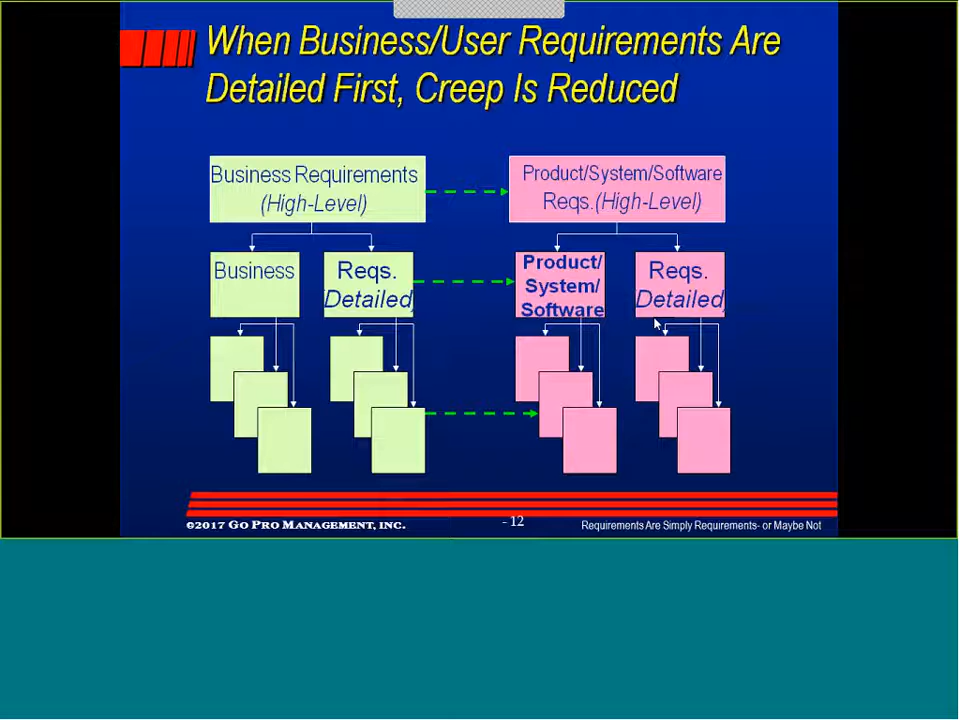 When Business/User Requirements Are
Detailed First, Creep Is Reduced
Business Requirements
(High-Level)
Product/System/Software
Reqs.(High-Level)
Business
Reqs.
(Detailed)
Product/
System/
Software
Reqs.
(Detailed)
©2017 GO PRO MANAGEMENT, INC.
- 12
Requirements Are Simply Requirements- or Maybe Not